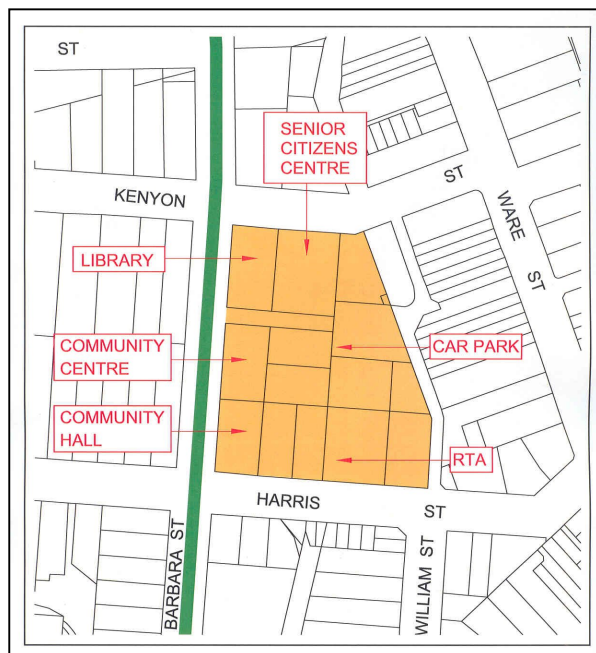 ST
SENIOR
CITIZENS
CENTRE
KENYON
ST
WARE ST
LIBRARY
COMMUNITY
CENTRE
CAR PARK
COMMUNITY
HALL
RTA
HARRIS
ST
BARBARA ST
WILLIAM ST